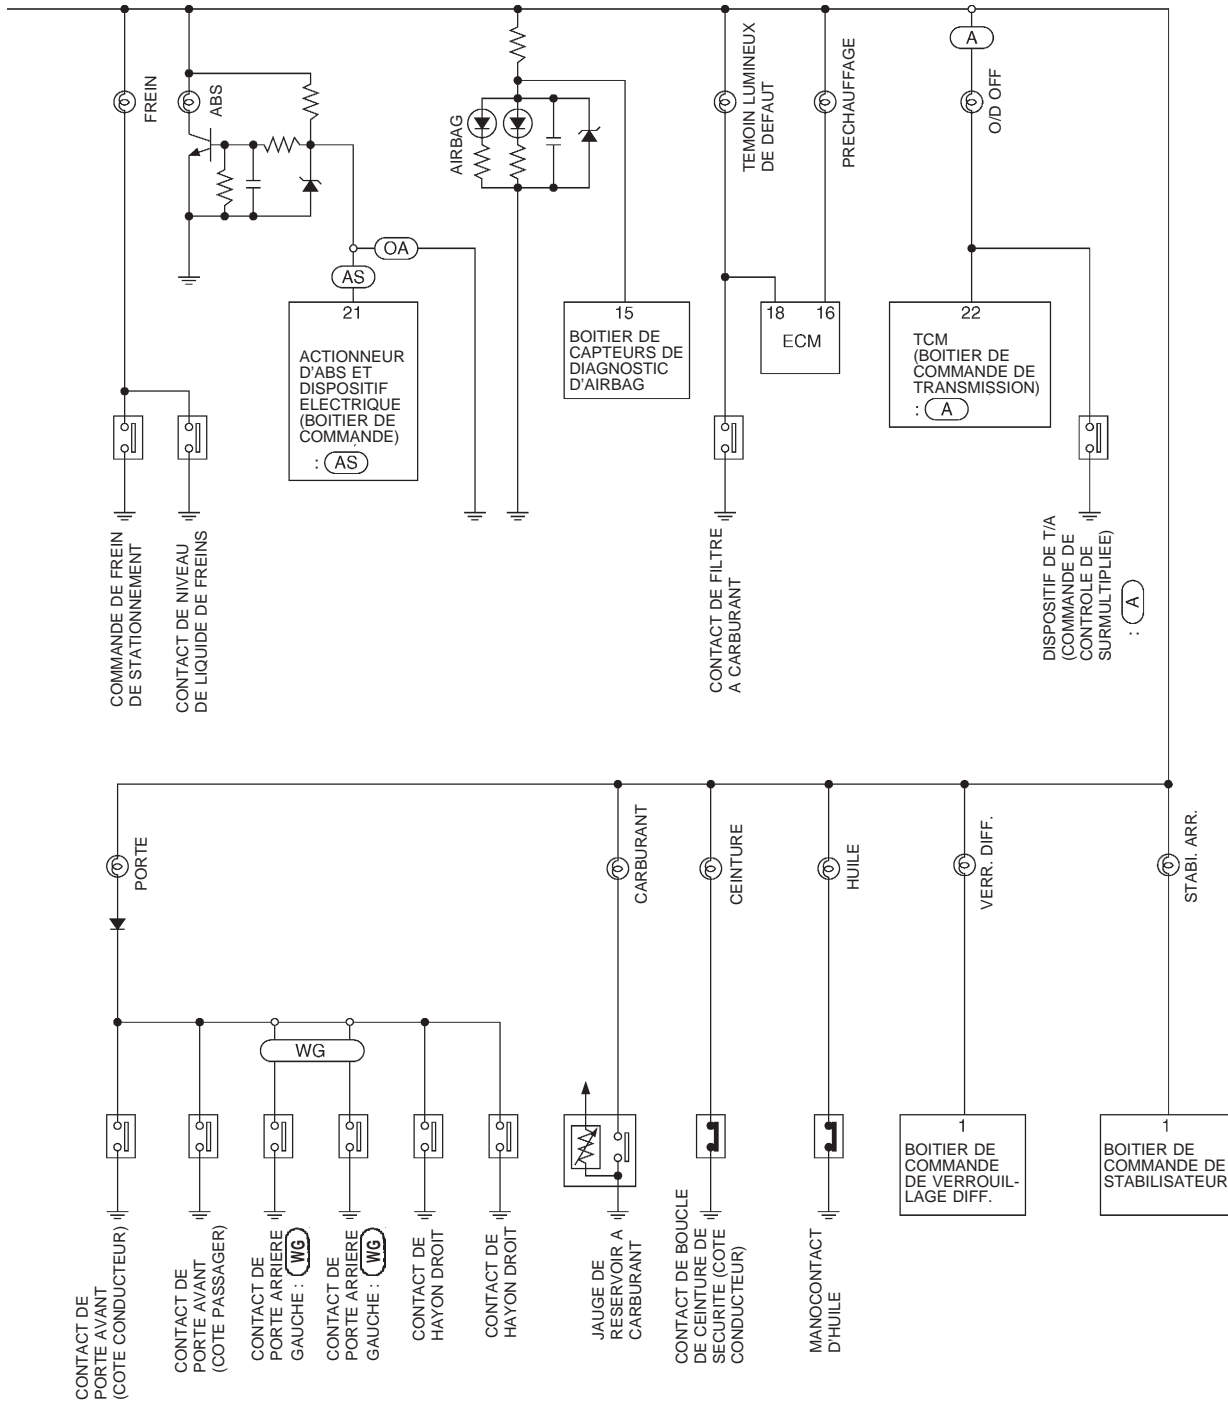 FREIN
ABS
AIRBAG
TEMOIN LUMINEUX
DE DEFAUT
PRECHAUFFAGE
A
O/D OFF
OA
AS
21
ACTIONNEUR
D'ABS ET
DISPOSITIF
ELECTRIQUE
(BOITIER DE
COMMANDE)
: AS
15
BOITIER DE
CAPTEURS DE
DIAGNOSTIC
D'AIRBAG
18 16
ECM
22
TCM
(BOITIER DE
COMMANDE DE
TRANSMISSION)
: A
COMMANDE DE FREIN
DE STATIONNEMENT
CONTACT DE NIVEAU
DE LIQUIDE DE FREINS
CONTACT DE FILTRE
A CARBURANT
DISPOSITIF DE T/A
(COMMANDE DE
CONTROLE DE
SURMULTIPLIEE)
: A
PORTE
CARBURANT
CEINTURE
HUILE
VERR. DIFF.
STABI. ARR.
WG
1
BOITIER DE
COMMANDE
DE VERROUIL-
LAGE DIFF.
1
BOITIER DE
COMMANDE DE
STABILISATEUR
CONTACT DE
PORTE AVANT
(COTE CONDUCTEUR)
CONTACT DE
PORTE AVANT
(COTE PASSAGER)
CONTACT DE
PORTE ARRIERE
GAUCHE : WG
CONTACT DE
PORTE ARRIERE
GAUCHE : WG
CONTACT DE
HAYON DROIT
CONTACT DE
HAYON DROIT
JAUGE DE
RESERVOIR A
CARBURANT
CONTACT DE BOUCLE
DE CEINTURE DE
SECURITE (COTE
CONDUCTEUR)
MANOCONTACT
D'HUILE